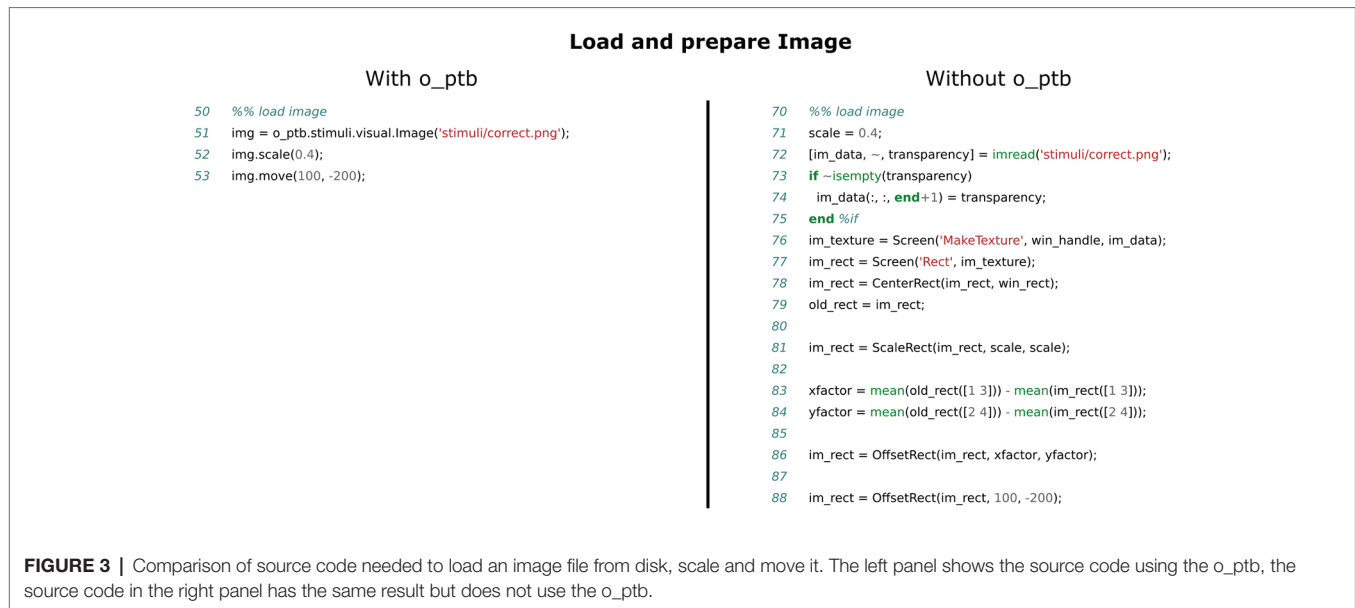 Load and prepare Image
With o_ptb
50 %% load image
51 img = o_ptb.stimuli.visual.Image('stimuli/correct.png');
52 img.scale(0.4);
53 img.move(100, -200);
Without o_ptb
70 %% load image
71 scale = 0.4;
72 [im_data, ~, transparency] = imread('stimuli/correct.png');
73 if ~isempty(transparency)
74 im_data(:, :, end+1) = transparency;
75 end %if
76 im_texture = Screen('MakeTexture', win_handle, im_data);
77 im_rect = Screen('Rect', im_texture);
78 im_rect = CenterRect(im_rect, win_rect);
79 old_rect = im_rect;
80
81 im_rect = ScaleRect(im_rect, scale, scale);
82
83 xfactor = mean(old_rect([1 3])) - mean(im_rect([1 3]));
84 yfactor = mean(old_rect([2 4])) - mean(im_rect([2 4]));
85
86 im_rect = OffsetRect(im_rect, xfactor, yfactor);
87
88 im_rect = OffsetRect(im_rect, 100, -200);
FIGURE 3 | Comparison of source code needed to load an image file from disk, scale and move it. The left panel shows the source code using the o_ptb, the
source code in the right panel has the same result but does not use the o_ptb.